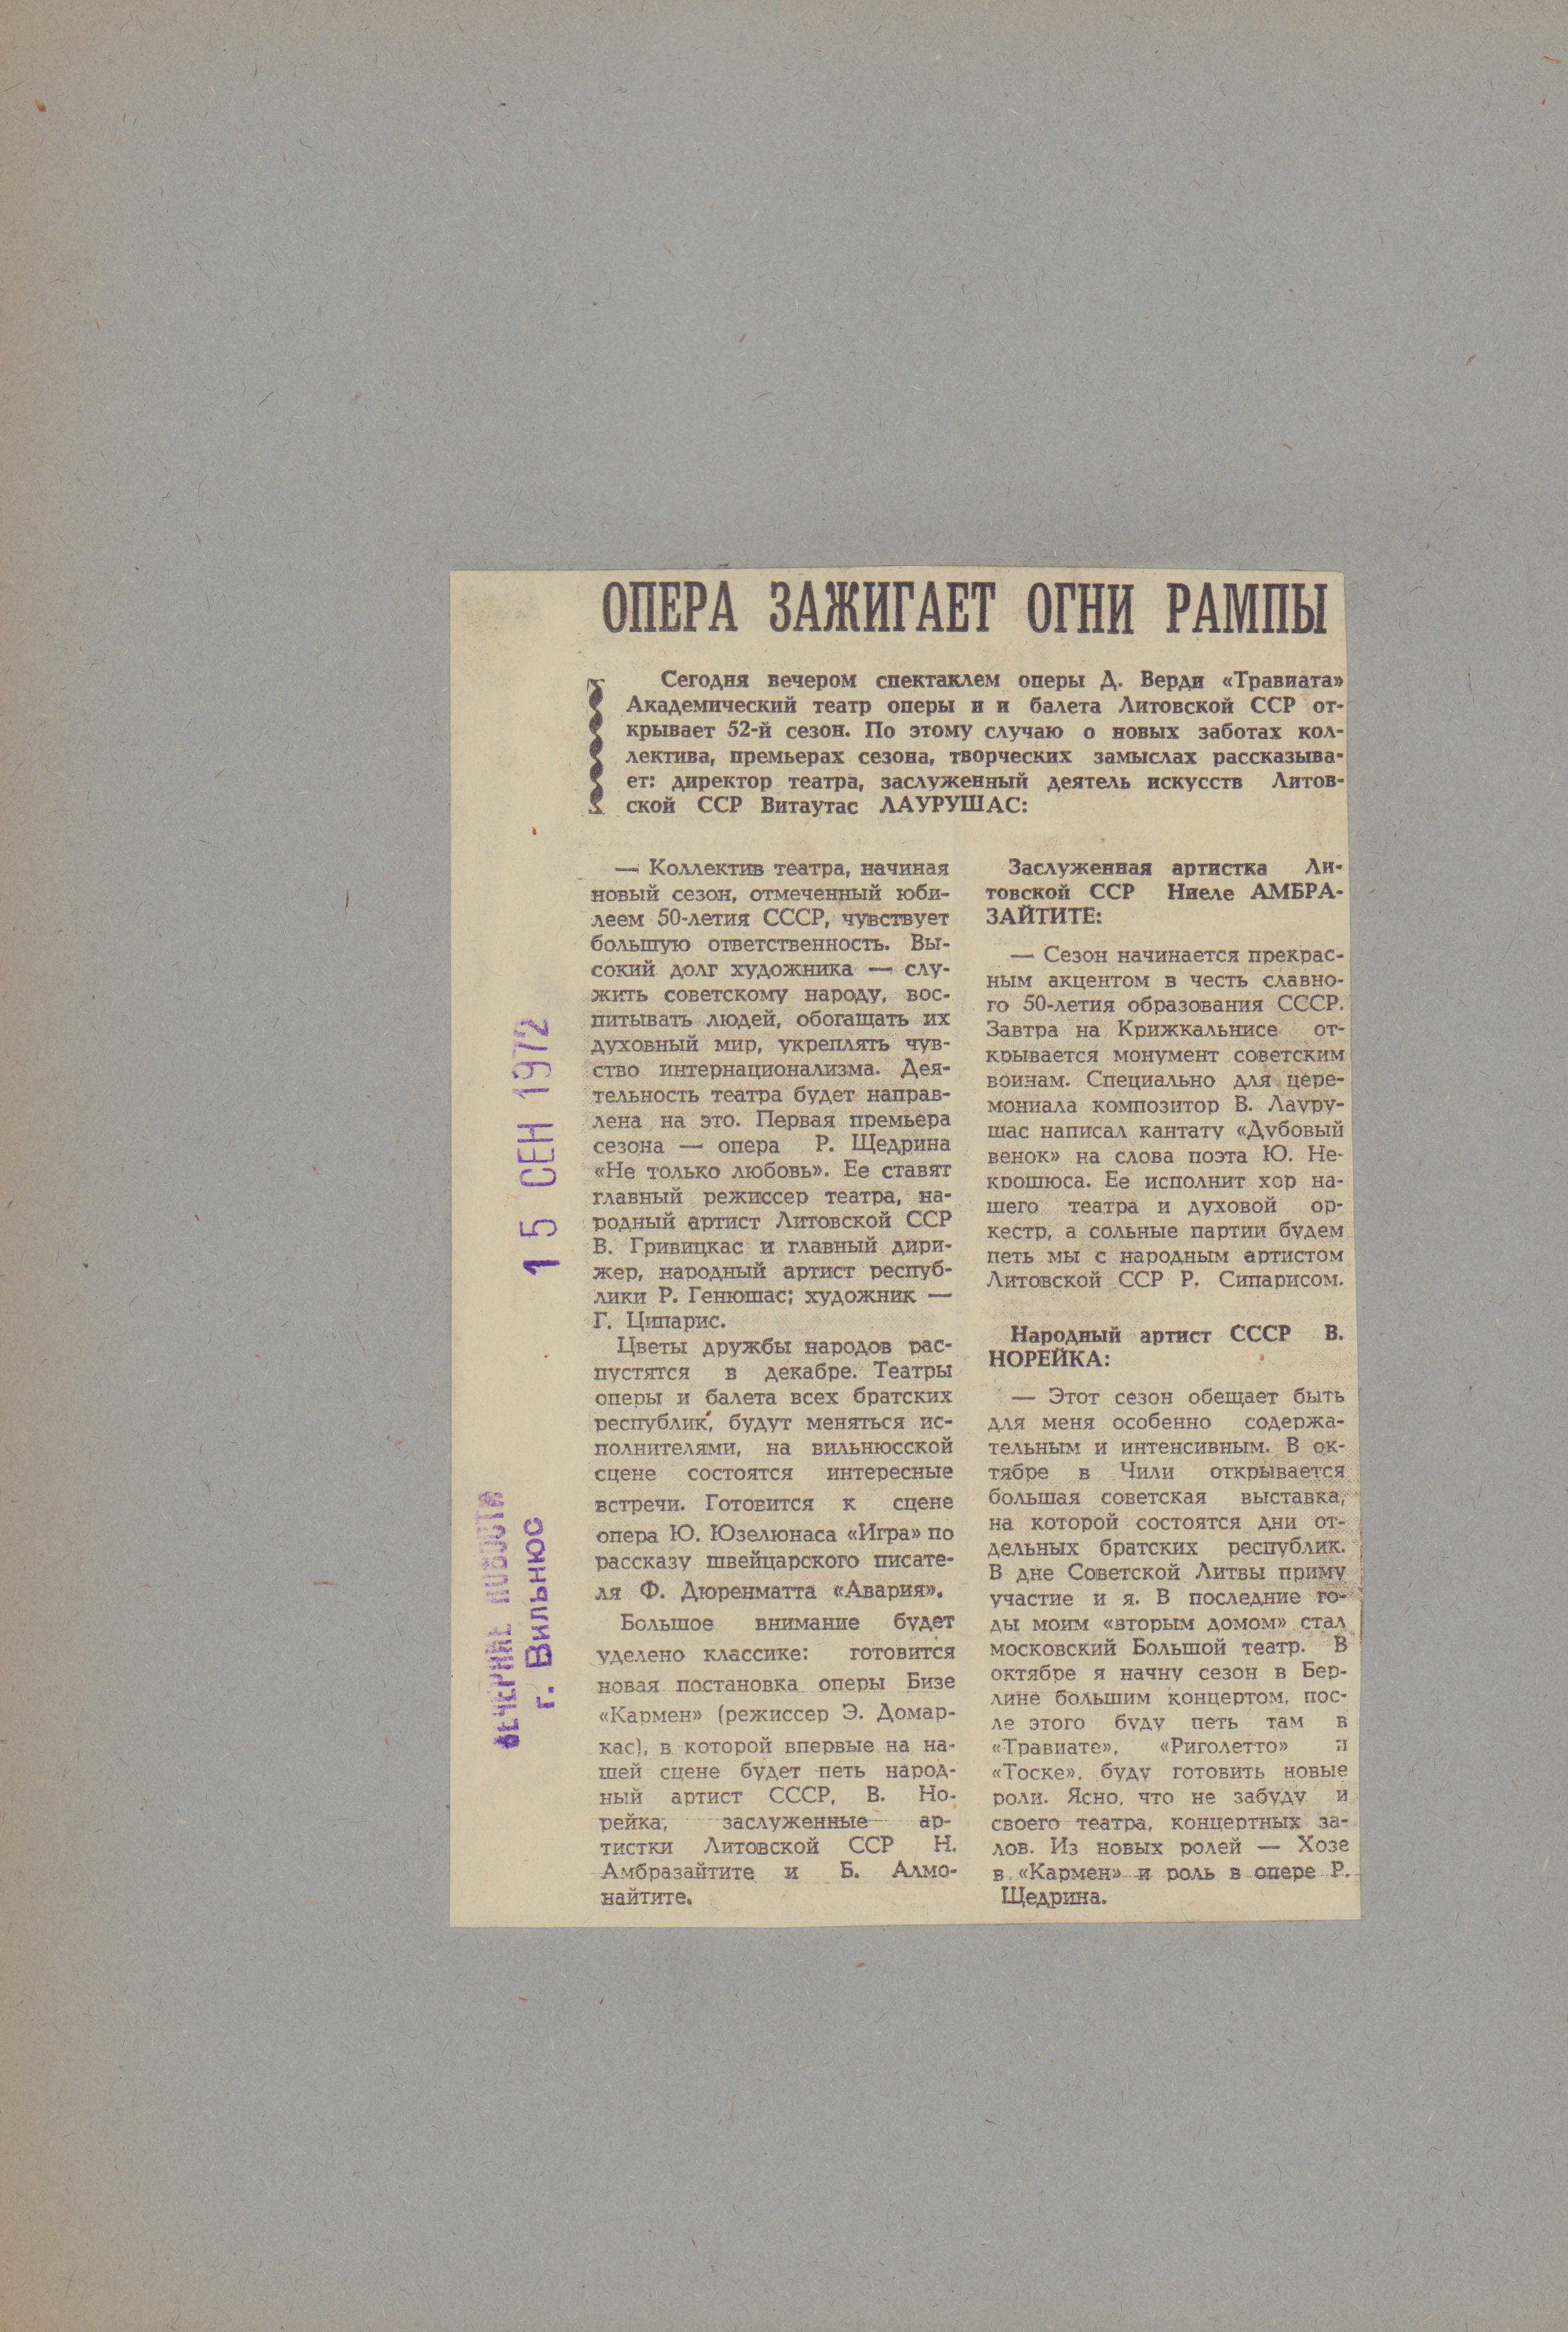 ОПЕРА ЗАЖИГАЕТ ОГНИ РАМПЫ
Сегодня вечером спектаклем оперы Д. Верди «Травиата»
Академический театр оперы и и балета Литовской ССР от-
крывает 52-й сезон. По этому случаю о новых заботах кол-
лектива, премьерах сезона, творческих замыслах рассказыва-
ет: директор театра, заслуженный деятель искусств Литов-
ской ССР Витаутас ЛАУРУШАС:
— Коллектив театра, начиная
новый сезон, отмеченный юби-
леем 50-летия СССР, чувствует
большую ответственность. Вы-
сокий долг художника — слу-
жить советскому народу, вос-
питывать людей, обогащать их
духовный мир, укреплять чув-
ство интернационализма. Дея-
тельность театра будет направ-
лена на это. Первая премьера
сезона — опера Р. Щедрина
«Не только любовь». Ее ставят
главный режиссер театра, на-
родный артист Литовской ССР
В. Гривицкас и главный дири-
жер, народный артист респуб-
лики Р. Генюшас; художник —
Г. Ципарис.
Цветы дружбы народов рас-
пустятся в декабре. Театры
оперы и балета всех братских
республик, будут меняться ис-
полнителями, на вильнюсской
сцене состоятся интересные
встречи. Готовится к сцене
опера Ю. Юзелюнаса «Игра» по
рассказу швейцарского писате-
ля Ф. Дюренматта «Авария».
Большое внимание будет
уделено классике: готовится
новая постановка оперы Бизе
«Кармен» (режиссер Э. Домар-
кас), в которой впервые на на-
шей сцене будет петь народ-
ный артист СССР, В. Но-
рейка, заслуженные ар-
тистки Литовской ССР Н.
Амбразайтите и Б. Алмо-
найтите.
Заслуженная артистка Ли-
товской ССР Ниеле АМБРА-
ЗАЙТИТЕ:
— Сезон начинается прекрас-
ным акцентом в честь славно-
го 50-летия образования СССР.
Завтра на Крижкальнисе от-
крывается монумент советским
воинам. Специально для цере-
мониала композитор В. Лауру-
шас написал кантату «Дубовый
венок» на слова поэта Ю. Не-
крошюса. Ее исполнит хор на-
шего театра и духовой ор-
кестр, а сольные партии будем
петь мы с народным артистом
Литовской ССР Р. Сипарисом.
Народный артист СССР В.
НОРЕЙКА:
— Этот сезон обещает быть
для меня особенно содержа-
тельным и интенсивным. В ок-
тябре в Чили открывается
большая советская выставка,
на которой состоятся дни от-
дельных братских республик.
В дне Советской Литвы приму
участие и я. В последние го-
ды моим «вторым домом» стал
московский Большой театр. В
октябре я начну сезон в Бер-
лине большим концертом, пос-
ле этого буду петь там в
«Травиате», «Риголетто» и
«Тоске», буду готовить новые
роли. Ясно, что не забуду и
своего театра, концертных за-
лов. Из новых ролей — Хозе
в «Кармен» и роль в опере Р.
Щедрина.
15 СЕН 1972
ВЕЧЕРНИЕ НОВОСТИ
г. Вильнюс